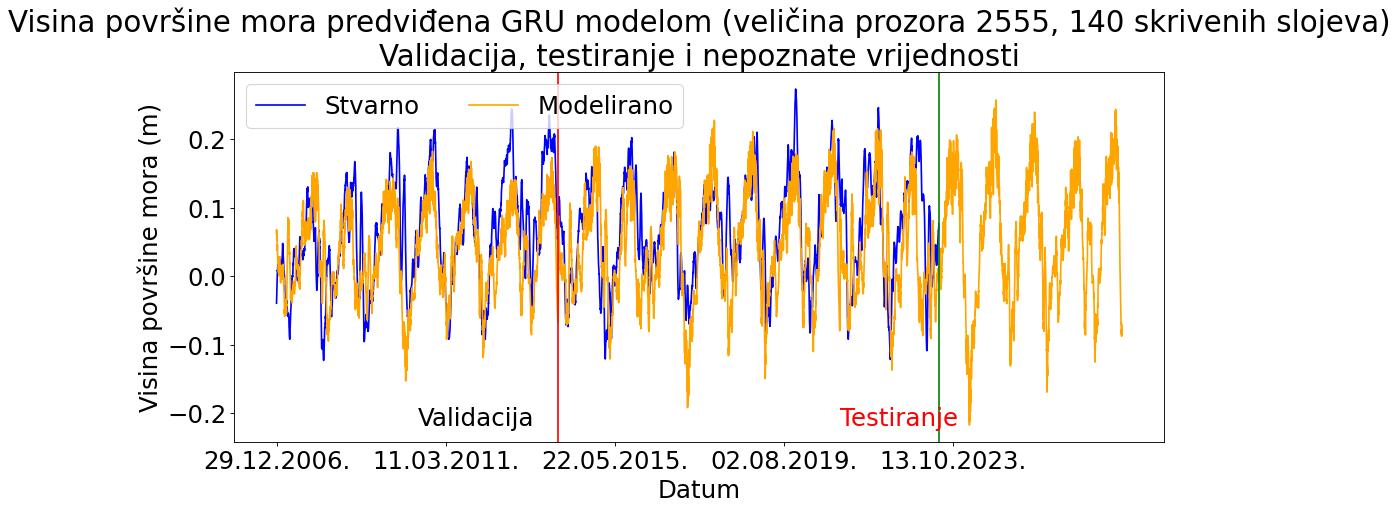 Visina površine mora predviđena GRU modelom (veličina prozora 2555, 140 skrivenih slojeva)
Validacija, testiranje i nepoznate vrijednosti
Stvarno
Modelirano
Visina površine mora (m)
0.2
0.1
0.0
−0.1
−0.2
Validacija
Testiranje
29.12.2006.
11.03.2011.
22.05.2015.
02.08.2019.
13.10.2023.
Datum